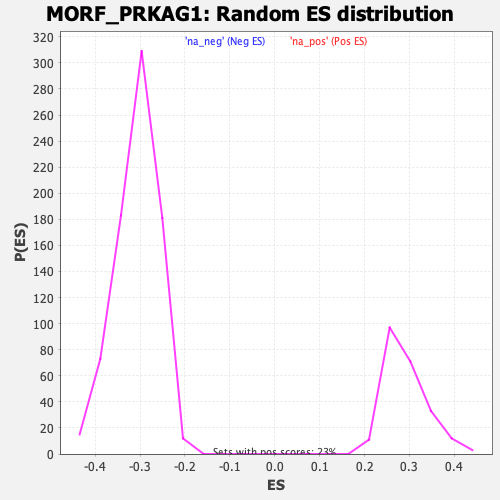 MORF_PRKAG1: Random ES distribution
'na_neg' (Neg ES) 'na_pos' (Pos ES)
320
300
280
260
240
220
200
180
160
140
120
100
80
60
40
20
0
P(ES)
Sets with pos scores: 23%
-0.4 -0.3 -0.2 -0.1 0.0 0.1 0.2 0.3 0.4
ES